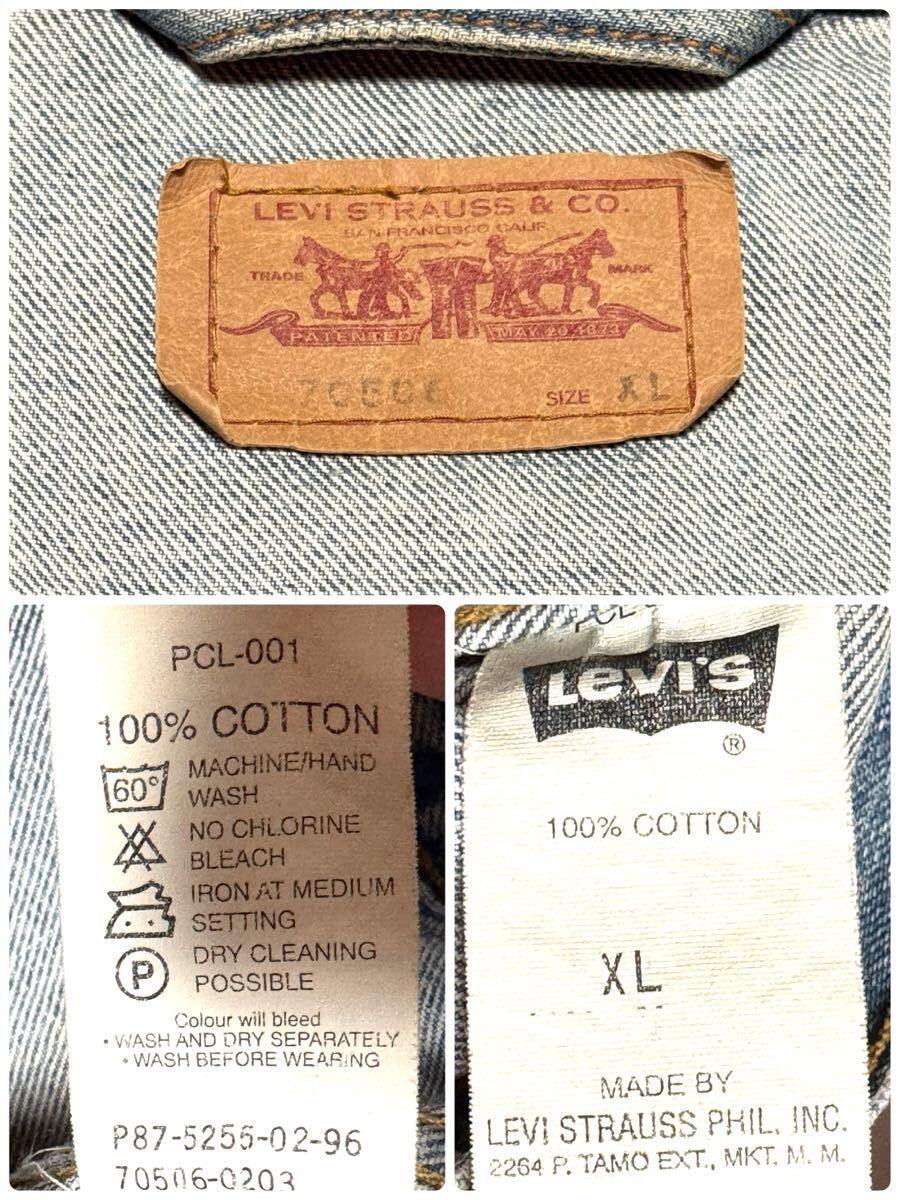 LEVI STRAUSS & CO.
SAN FRANCISCO CALIF.
TRADE MARK
PATENTED MAY 20 1873
70506 SIZE XL
PCL-001
100% COTTON
60° MACHINE/HAND
WASH
NO CHLORINE
BLEACH
IRON AT MEDIUM
SETTING
P DRY CLEANING
POSSIBLE
Colour will bleed
• WASH AND DRY SEPARATELY
• WASH BEFORE WEARING
P87-5255-02-96
70506-0203
PCL
Levi's
®
100% COTTON
XL
MADE BY
LEVI STRAUSS PHIL. INC.
2264 P. TAMO EXT., MKT. M. M.